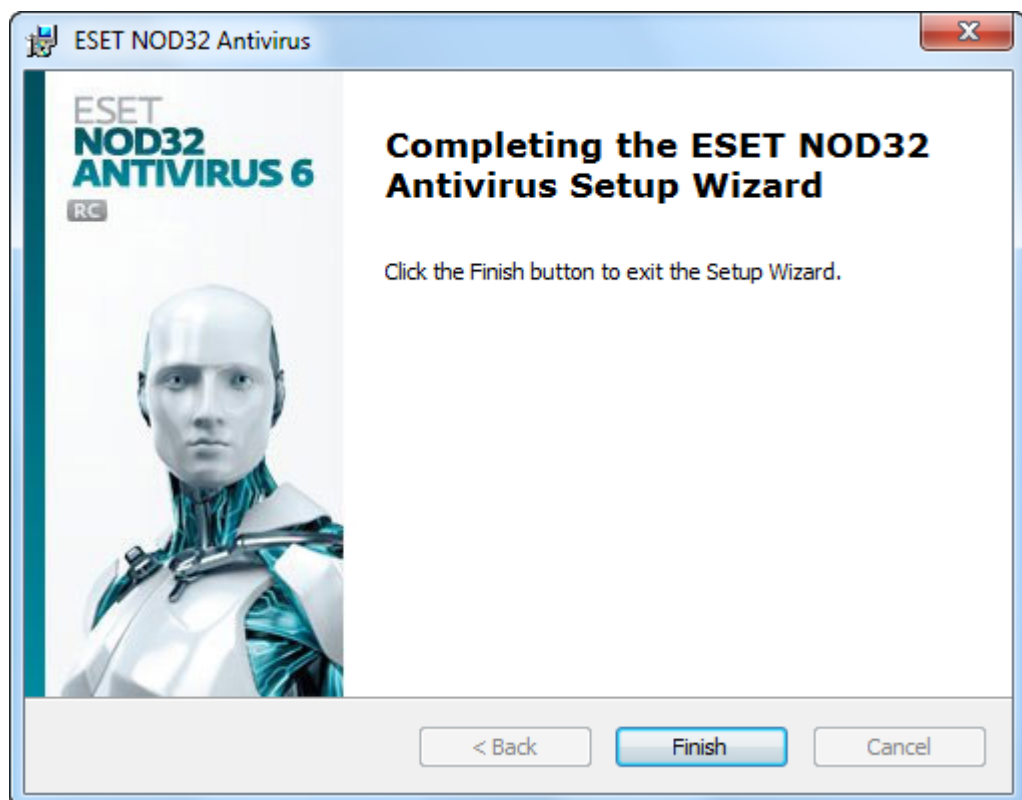 ESET NOD32 Antivirus
ESET
NOD32
ANTIVIRUS 6
RC
Completing the ESET NOD32
Antivirus Setup Wizard
Click the Finish button to exit the Setup Wizard.
< Back
Finish
Cancel